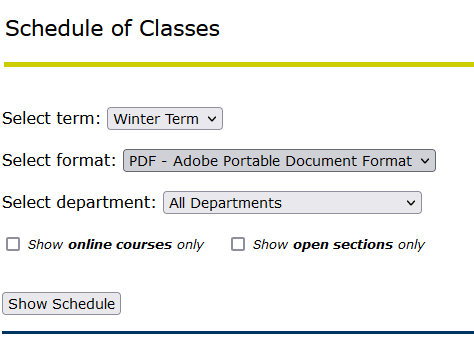 Schedule of Classes
Select term: Winter Term
Select format: PDF - Adobe Portable Document Format
Select department: All Departments
Show online courses only Show open sections only
Show Schedule